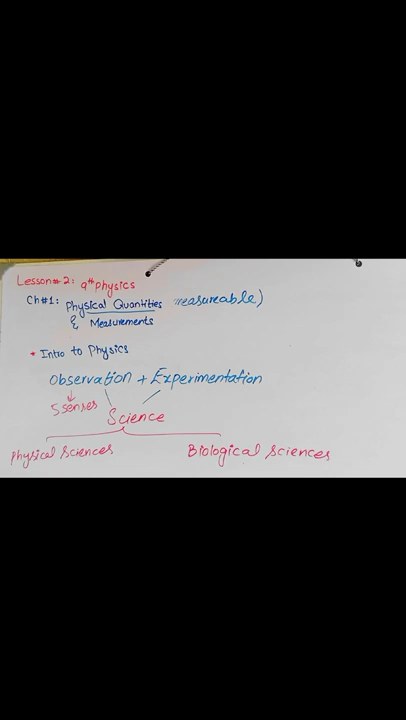 Lesson# 2: 9th Physics
Ch#1: Physical Quantities measureable)
& Measurements
* Intro to Physics
Observation + Experimentation
5 senses
Science
Physical Sciences Biological Sciences